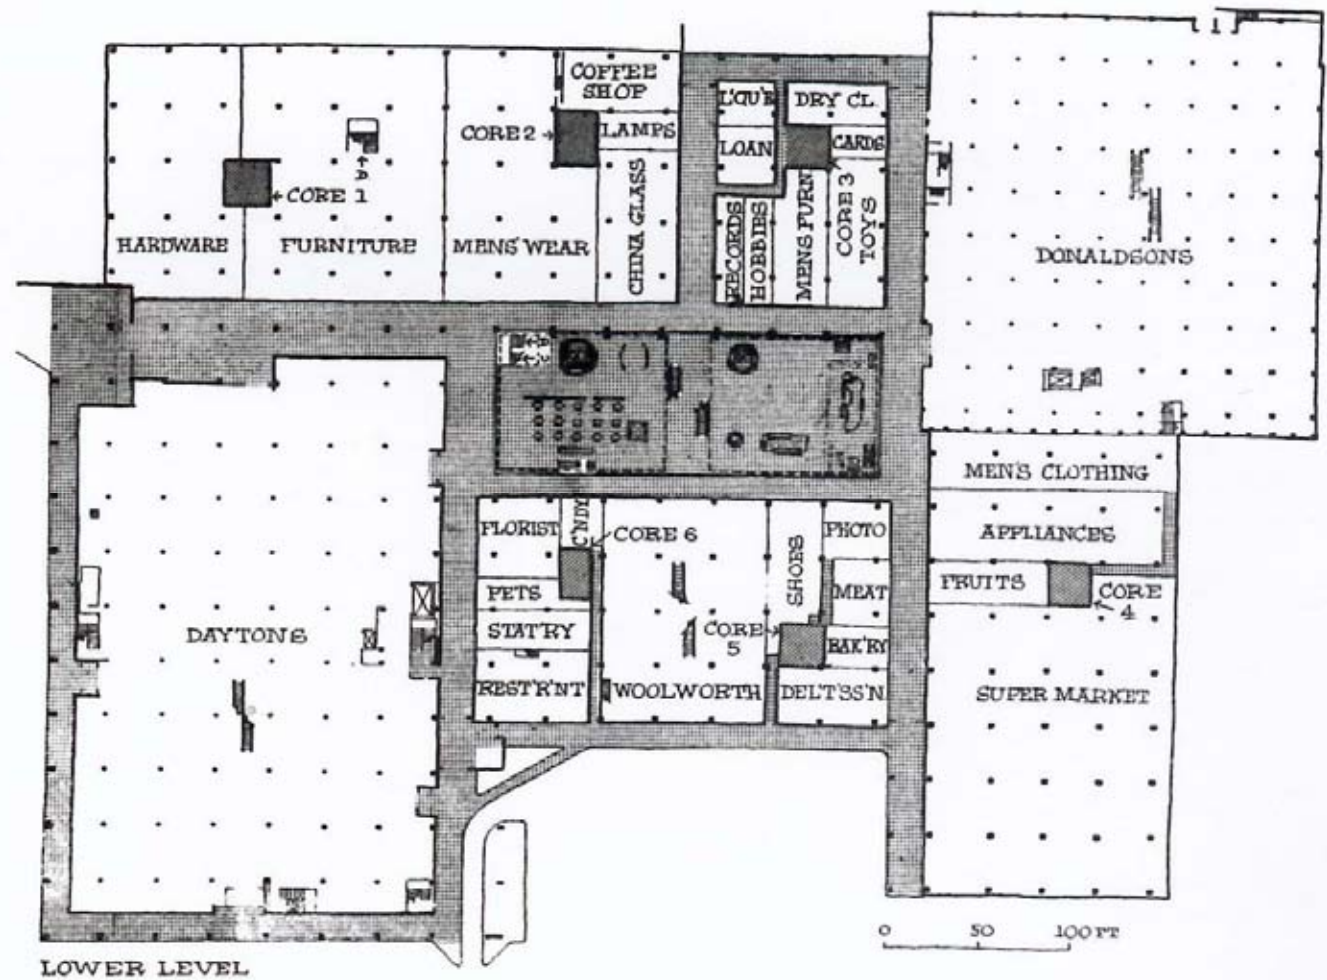 COFFEE
SHOP
L'QU'R
DRY CL.
CORE 2
LAMPS
LOAN
CARDS
CORE 1
CHINA GLASS
RECORDS
HOBBIES
MENS FURN
CORE 3
TOYS
HARDWARE
FURNITURE
MENS' WEAR
DONALDSONS
MEN'S CLOTHING
FLORIST
C'NDY
CORE 6
SHOES
PHOTO
APPLIANCES
PETS
MEAT
FRUITS
CORE
4
DAYTONS
STAT'RY
CORE
5
BAK'RY
REST'R'NT
WOOLWORTH
DEL'T'SS'N
SUPER MARKET
0 50 100 FT
LOWER LEVEL